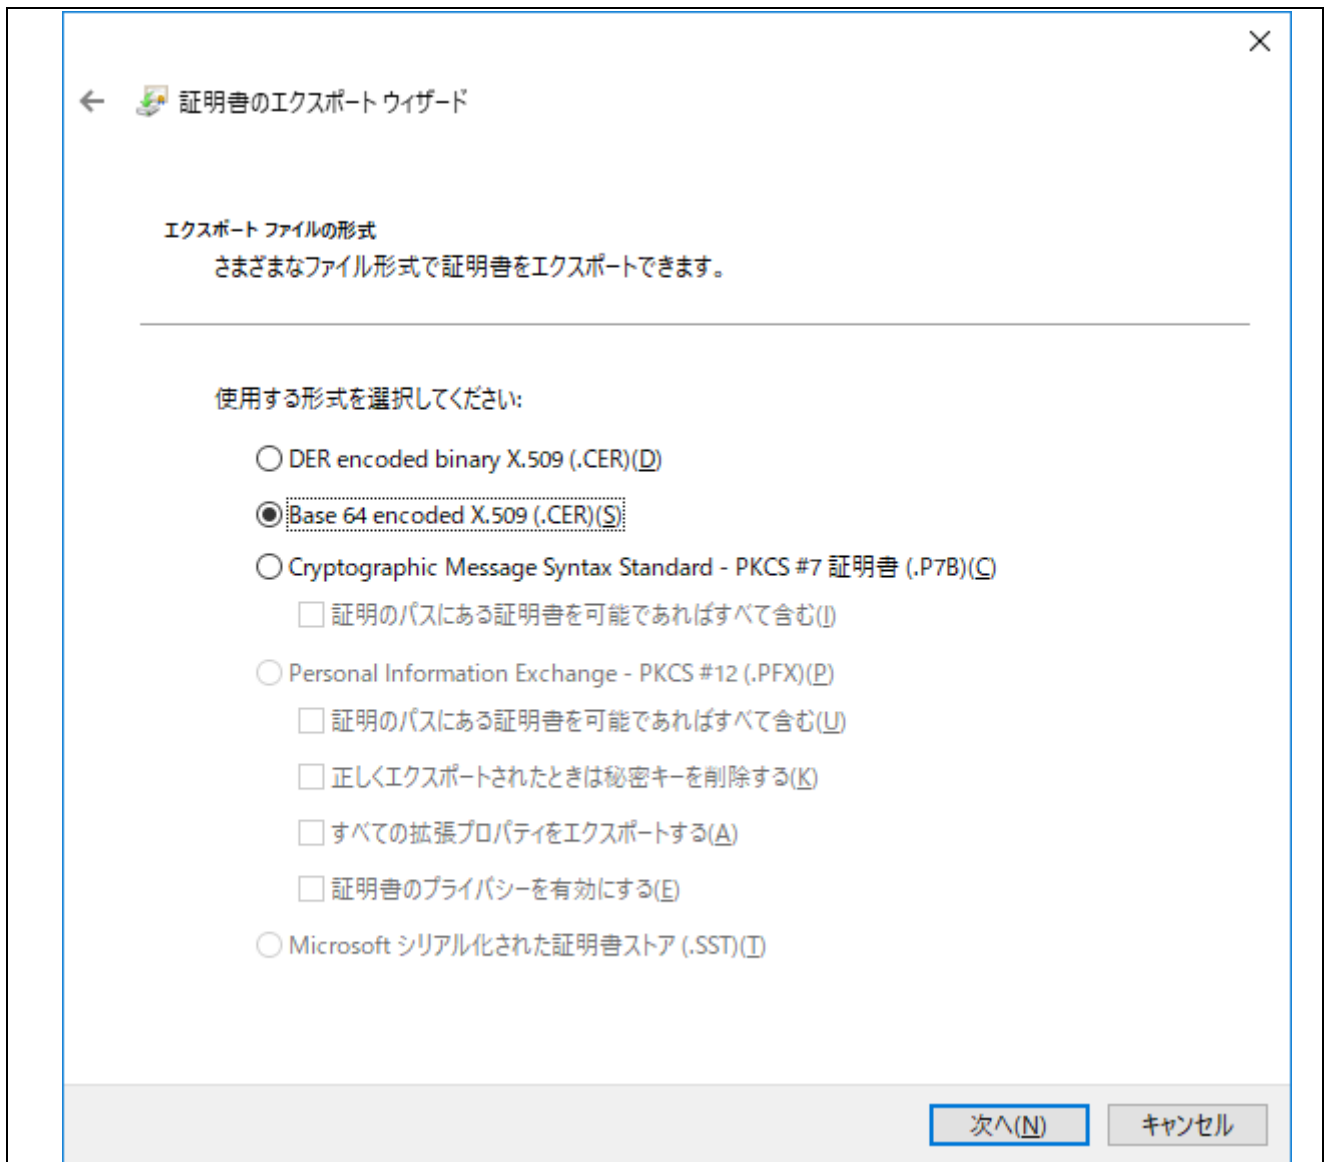 証明書のエクスポート ウィザード
エクスポート ファイルの形式
さまざまなファイル形式で証明書をエクスポートできます。
使用する形式を選択してください:
DER encoded binary X.509 (.CER)(D)
Base 64 encoded X.509 (.CER)(S)
Cryptographic Message Syntax Standard - PKCS #7 証明書 (.P7B)(C)
証明のパスにある証明書を可能であればすべて含む(I)
Personal Information Exchange - PKCS #12 (.PFX)(P)
証明のパスにある証明書を可能であればすべて含む(U)
正しくエクスポートされたときは秘密キーを削除する(K)
すべての拡張プロパティをエクスポートする(A)
証明書のプライバシーを有効にする(E)
Microsoft シリアル化された証明書ストア (.SST)(T)
次へ(N)
キャンセル